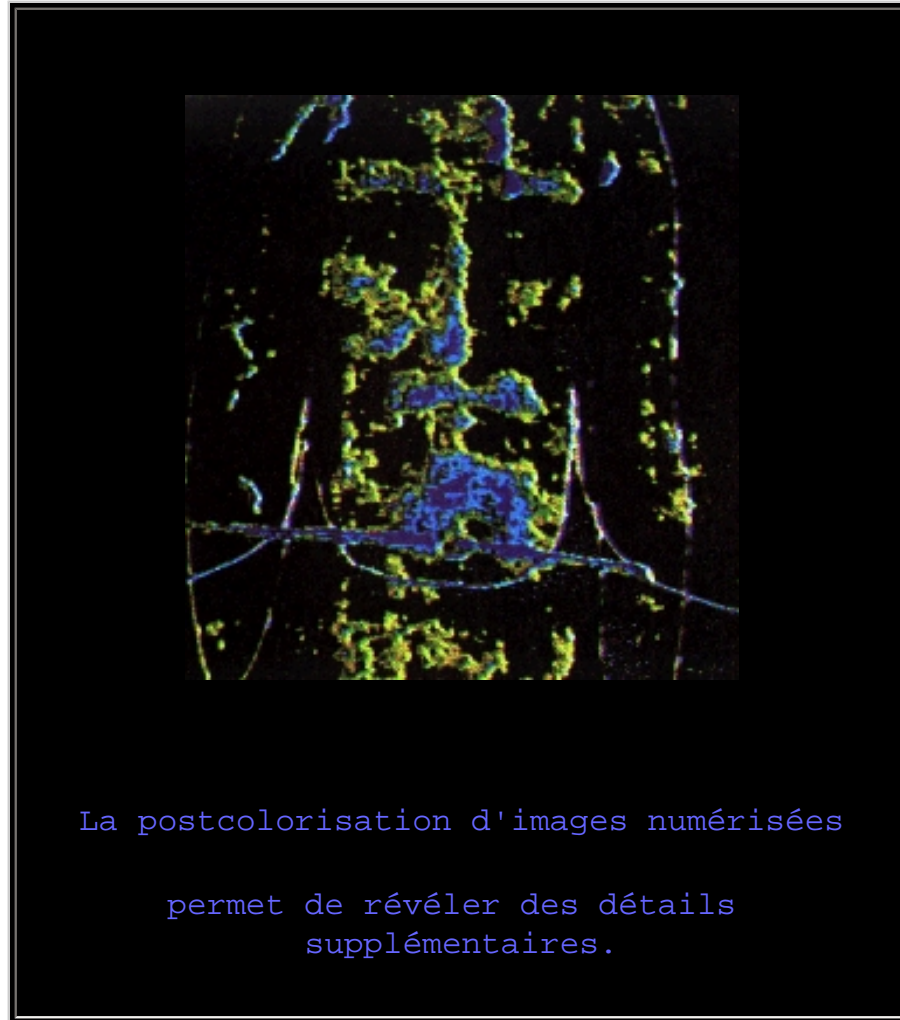 La postcolorisation d'images numérisées
permet de révéler des détails
supplémentaires.